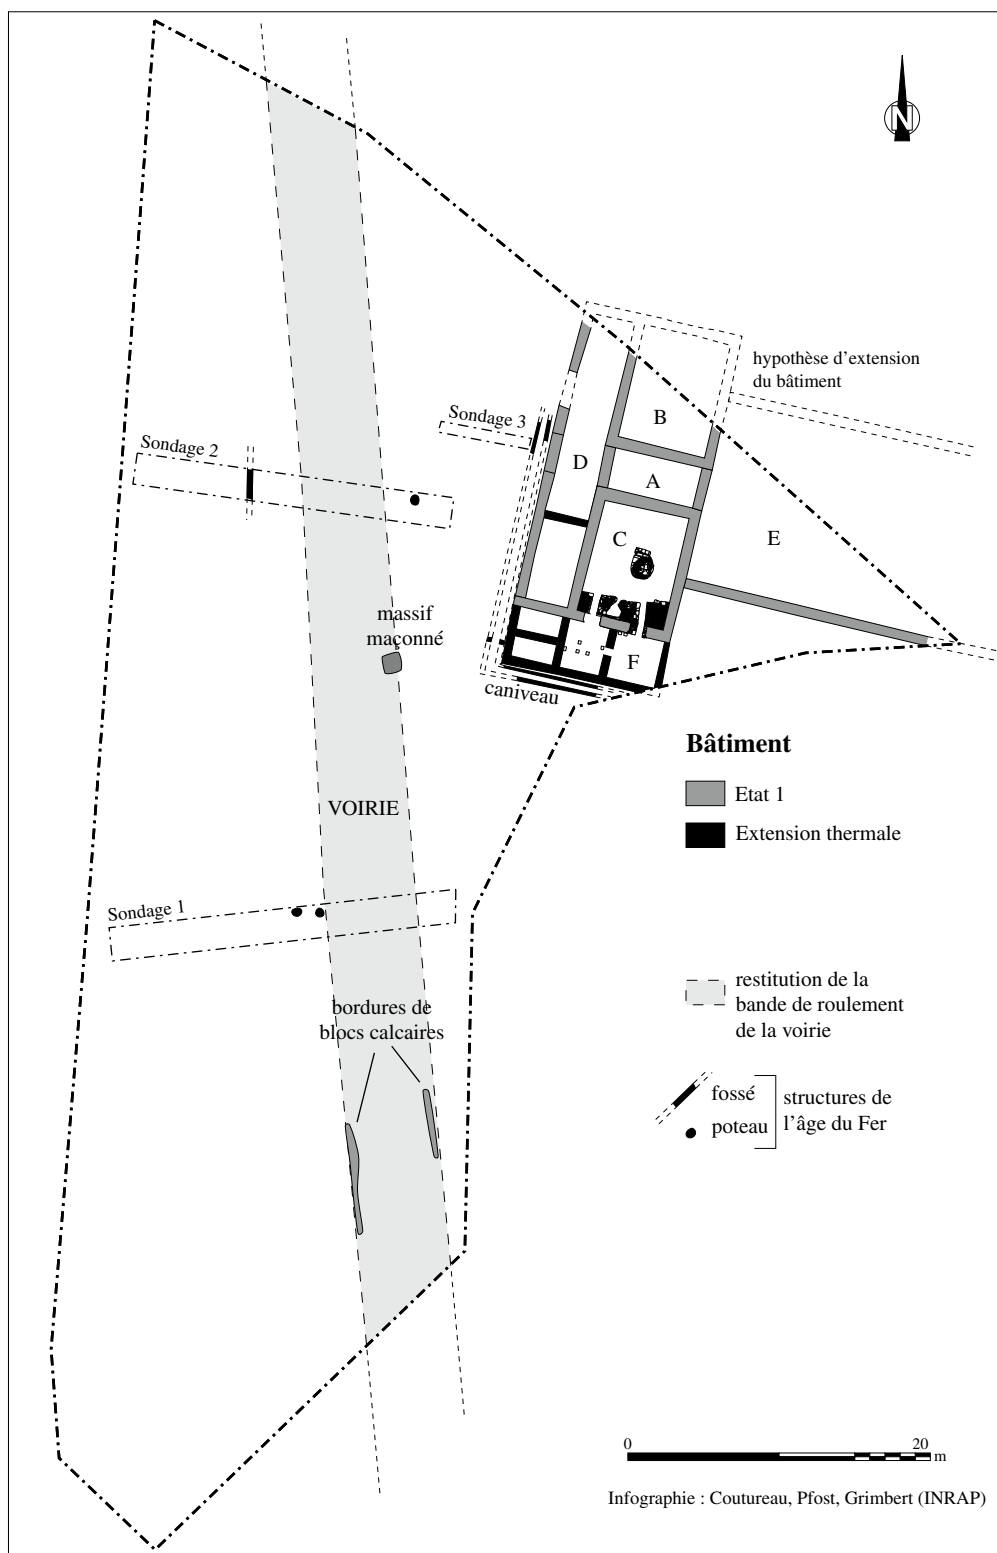 N
hypothèse d'extension
du bâtiment
Sondage 3
Sondage 2
B
D
A
C
E
massif
maçonné
F
caniveau
Bâtiment
Etat 1
VOIRIE
Extension thermale
Sondage 1
restitution de la
bande de roulement
de la voirie
bordures de
blocs calcaires
fossé
poteau
structures de
l'âge du Fer
0
20
m
Infographie : Coutureau, Pfost, Grimbert (INRAP)